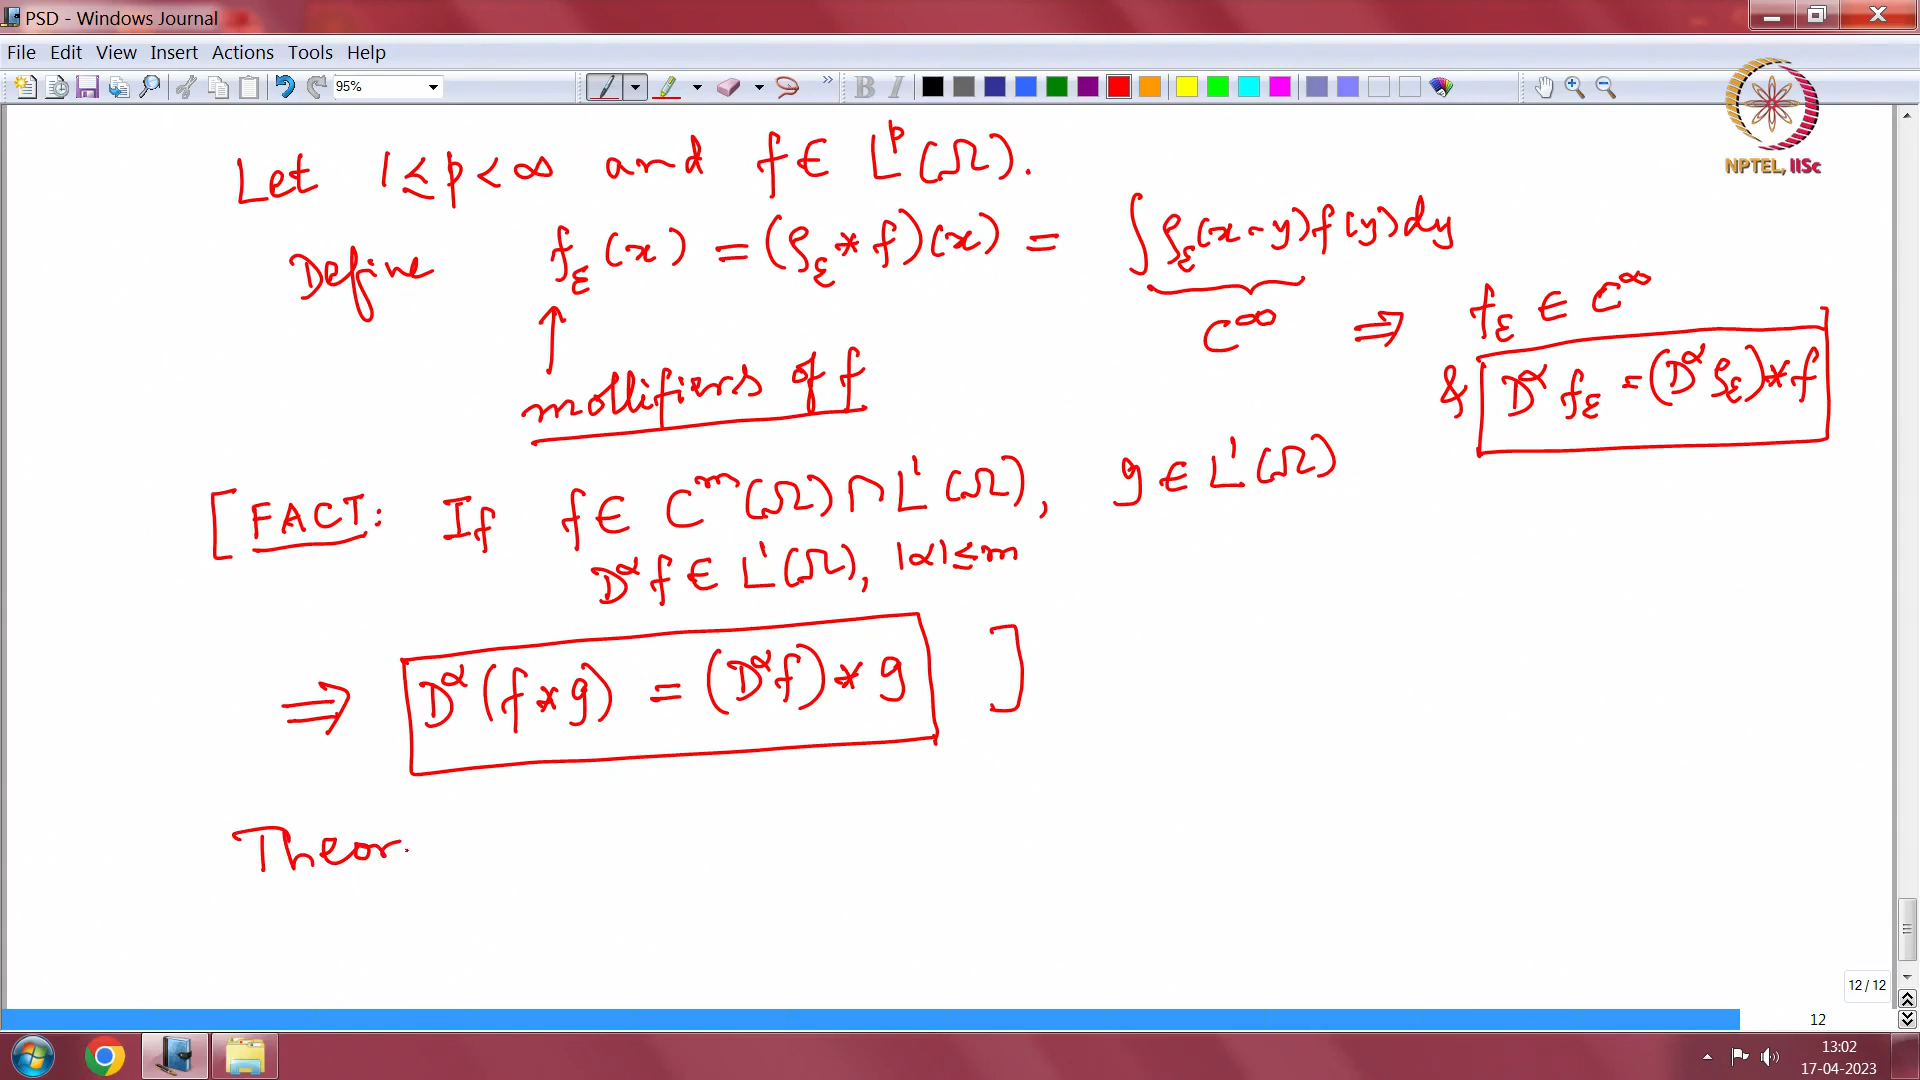 PSD - Windows Journal
File Edit View Insert Actions Tools Help
95%
NPTEL, IISc
Let 1 ≤ p < ∞ and f ∈ L^p(Ω).
Define f_ε(x) = (ρ_ε * f)(x) = ∫ρ_ε(x-y)f(y)dy
C^∞ ⇒ f_ε ∈ C^∞
& D^α f_ε = (D^α ρ_ε) * f
↑
mollifiers of f
[FACT: If f ∈ C^m(Ω) ∩ L^1(Ω), g ∈ L^1(Ω)
D^α f ∈ L^1(Ω), |α| ≤ m
⇒ D^α(f * g) = (D^α f) * g ]
Theor
12 / 12
12
13:02
17-04-2023